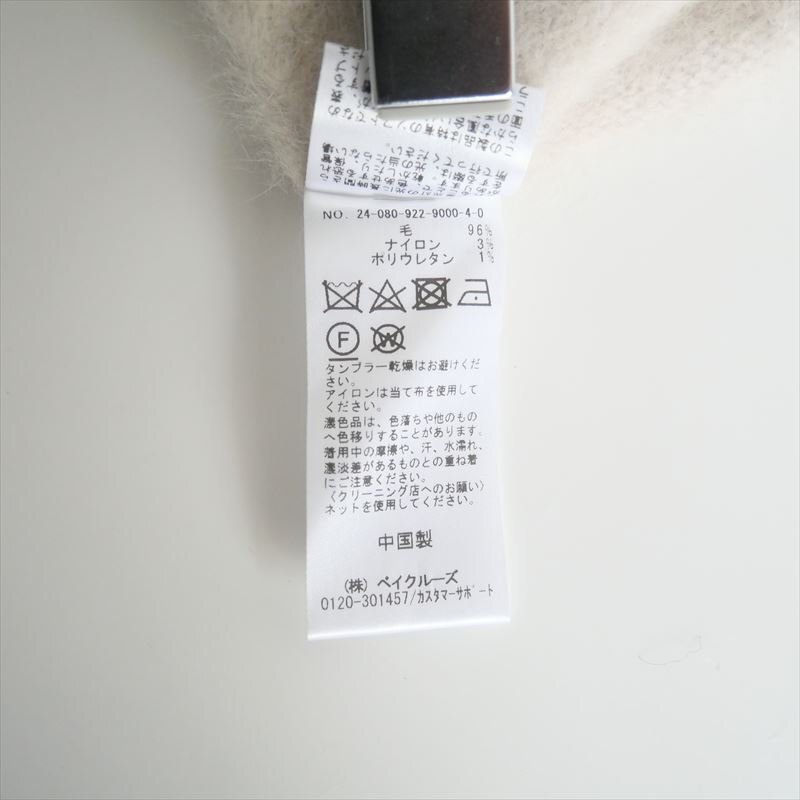 NO. 24-080-922-9000-4-0
毛 96%
ナイロン 3%
ポリウレタン 1%
F
W
タンブラー乾燥はお避けくだ
さい。
アイロンは当て布を使用して
ください。
濃色品は、色落ちや他のもの
へ色移りすることがあります。
着用中の摩擦や、汗、水濡れ、
濃淡差があるものとの重ね着
にご注意ください。
〈クリーニング店へのお願い〉
ネットを使用してください。
中国製
(株) ベイクルーズ
0120-301457/カスタマーサポート